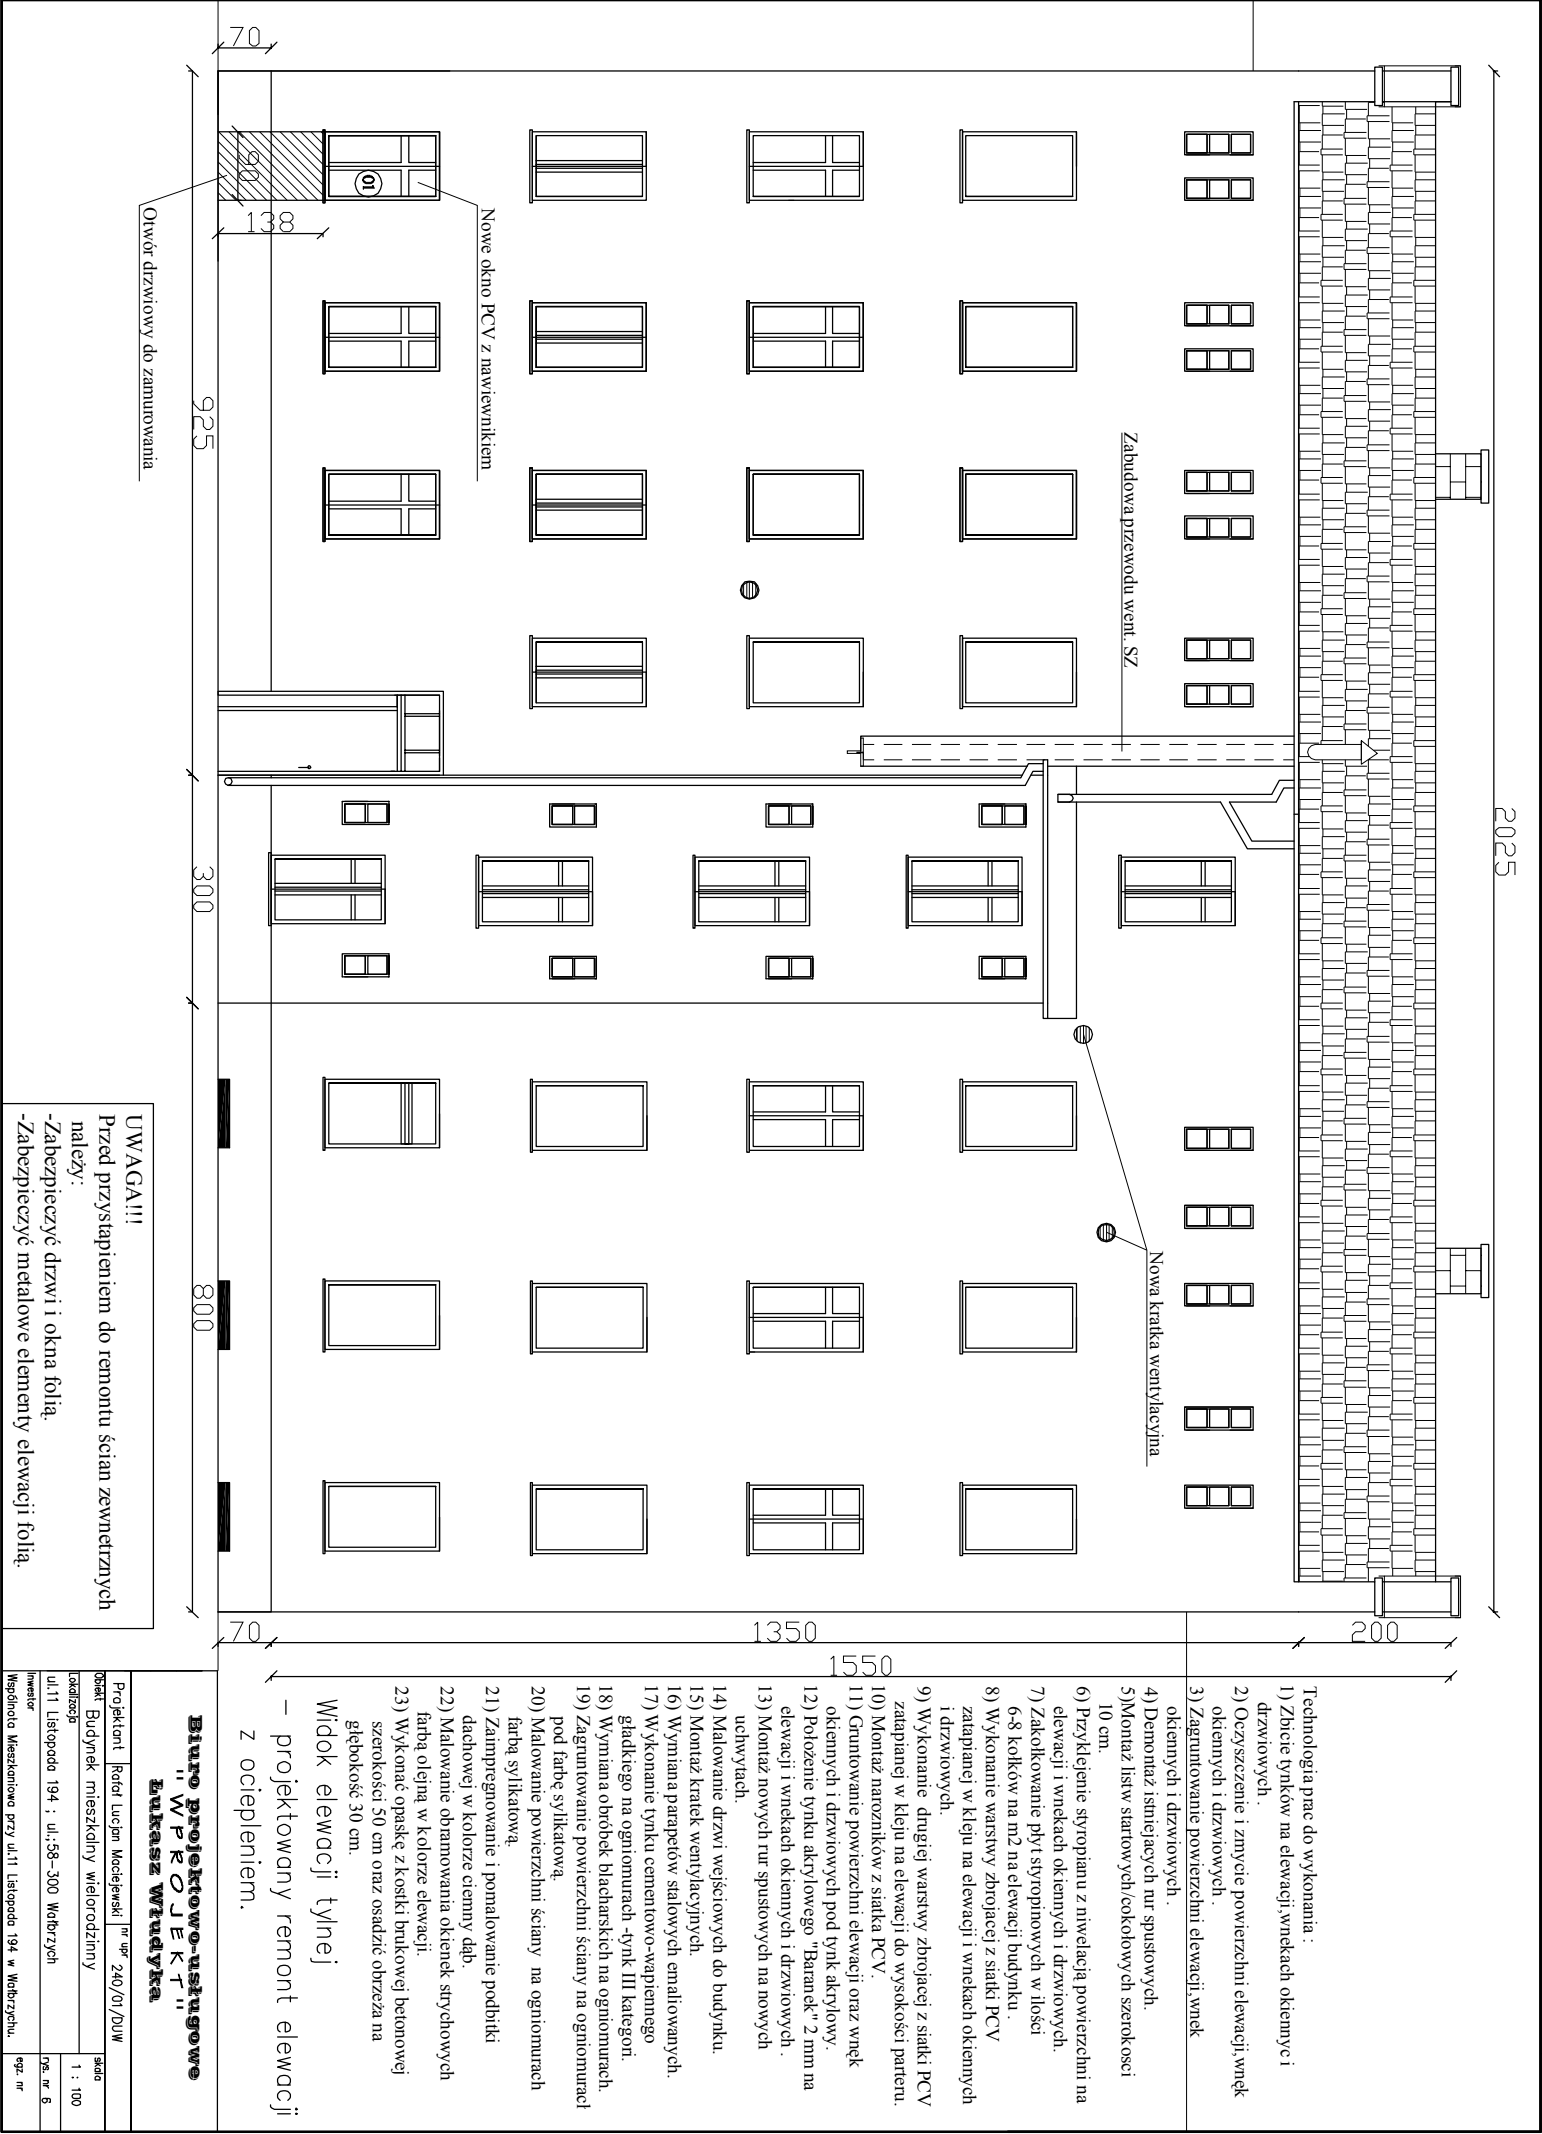 2025
Technologia prac do wykonania :
1) Zbicie tynków na elewacji,wnekach okiennyc i
drzwiowych .
2) Oczyszczenie i zmycie powierzchni elewacji,wnęk
okiennych i drzwiowych .
3) Zagruntowanie powierzchni elewacji,wnek
okiennych i drzwiowych .
4) Demontaż istniejacych rur spustowych.
5)Montaż listw startowych/cokołowych szerokosci
10 cm.
6) Przyklejenie styropianu z niwelacją powierzchni na
elewacji i wnekach okiennych i drzwiowych.
7) Zakołkowanie płyt styropinowych w ilości
6-8 kołków na m2 na elewacji budynku .
8) Wykonanie warstwy zbrojacej z siatki PCV
zatapianej w kleju na elewacji i wnekach okiennych
i drzwiowych.
9) Wykonanie drugiej warstwy zbrojacej z siatki PCV
zatapianej w kleju na elewacji do wysokości parteru.
10) Montaż narozników z siatka PCV .
11) Gruntowanie powierzchni elewacji oraz wnęk
okiennych i drzwiowych pod tynk akrylowy.
12) Położenie tynku akrylowego "Baranek" 2 mm na
elewacji i wnekach okiennych i drzwiowych .
13) Montaż nowych rur spustowych na nowych
uchwytach.
14) Malowanie drzwi wejściowych do budynku.
15) Montaż kratek wentylacyjnych.
16) Wymiana parapetów stalowych emaliowanych.
17) Wykonanie tynku cementowo-wapiennego
gładkiego na ogniomurach -tynk III kategori.
18) Wymiana obróbek blacharskich na ogniomurach.
19) Zagruntowanie powierzchni ściany na ogniomurach
pod farbę sylikatową.
20) Malowanie powierzchni ściany na ogniomurach
farbą sylikatową.
21) Zaimpregnowanie i pomalowanie podbitki
dachowej w kolorze ciemny dąb.
22) Malowanie obramowania okienek strychowych
farbą olejną w kolorze elewacji.
23) Wykonać opaskę z kostki brukowej betonowej
szerokości 50 cm oraz osadzić obrzeża na
głębokość 30 cm.
200
1350
1550
70
Zabudowa przewodu went. SZ
Nowa kratka wentylacyjna
Nowe okno PCV z nawiewnikiem
01
90
138
70
Otwór drzwiowy do zamurowania
925
300
800
Widok elewacji tylnej
– projektowany remont elewacji
z ociepleniem.
UWAGA!!!
Przed przystapieniem do remontu ścian zewnetrznych
należy:
-Zabezpieczyć drzwi i okna folią.
-Zabezpieczyć metalowe elementy elewacji folią.
Biuro projektowo-usługowe
"WPROJEKT"
Łukasz Władyka
Projektant Rafał Lucjan Maciejewski nr upr 240/01/DUW
Obiekt Budynek mieszkalny wielorodzinny
skala
1 : 100
Lokalizacja
ul.11 Listopada 194 ; ul.;58-300 Wałbrzych
rys. nr 6
Inwestor
Wspólnota Mieszkaniowa przy ul.11 Listopada 194 w Wałbrzychu.
egz. nr